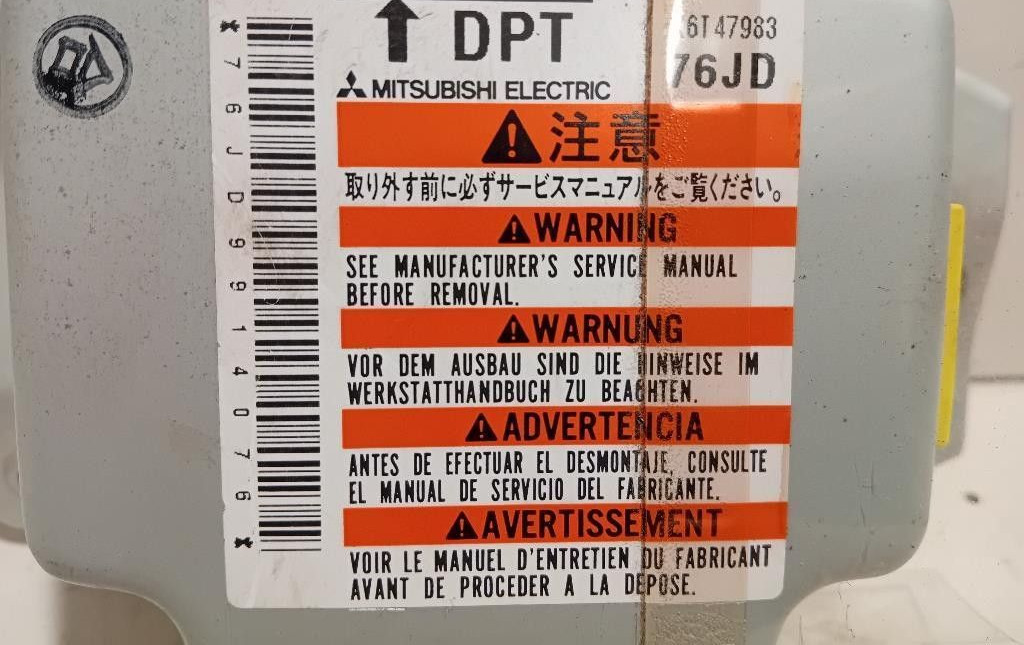 DPT
6T47983
76JD
MITSUBISHI ELECTRIC
注意
取り外す前に必ずサービスマニュアルをご覧ください。
WARNING
SEE MANUFACTURER'S SERVICE MANUAL
BEFORE REMOVAL.
WARNUNG
VOR DEM AUSBAU SIND DIE HINWEISE IM
WERKSTATTHANDBUCH ZU BEACHTEN.
ADVERTENCIA
ANTES DE EFECTUAR EL DESMONTAJE, CONSULTE
EL MANUAL DE SERVICIO DEL FABRICANTE.
AVERTISSEMENT
VOIR LE MANUEL D'ENTRETIEN DU FABRICANT
AVANT DE PROCEDER A LA DEPOSE.
*76JD9914076*